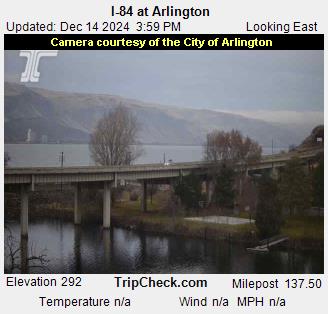 I-84 at Arlington
Updated: Dec 14 2024 3:59 PM Looking East
Camera courtesy of the City of Arlington
Elevation 292 TripCheck.com Milepost 137.50
Temperature n/a Wind n/a MPH n/a